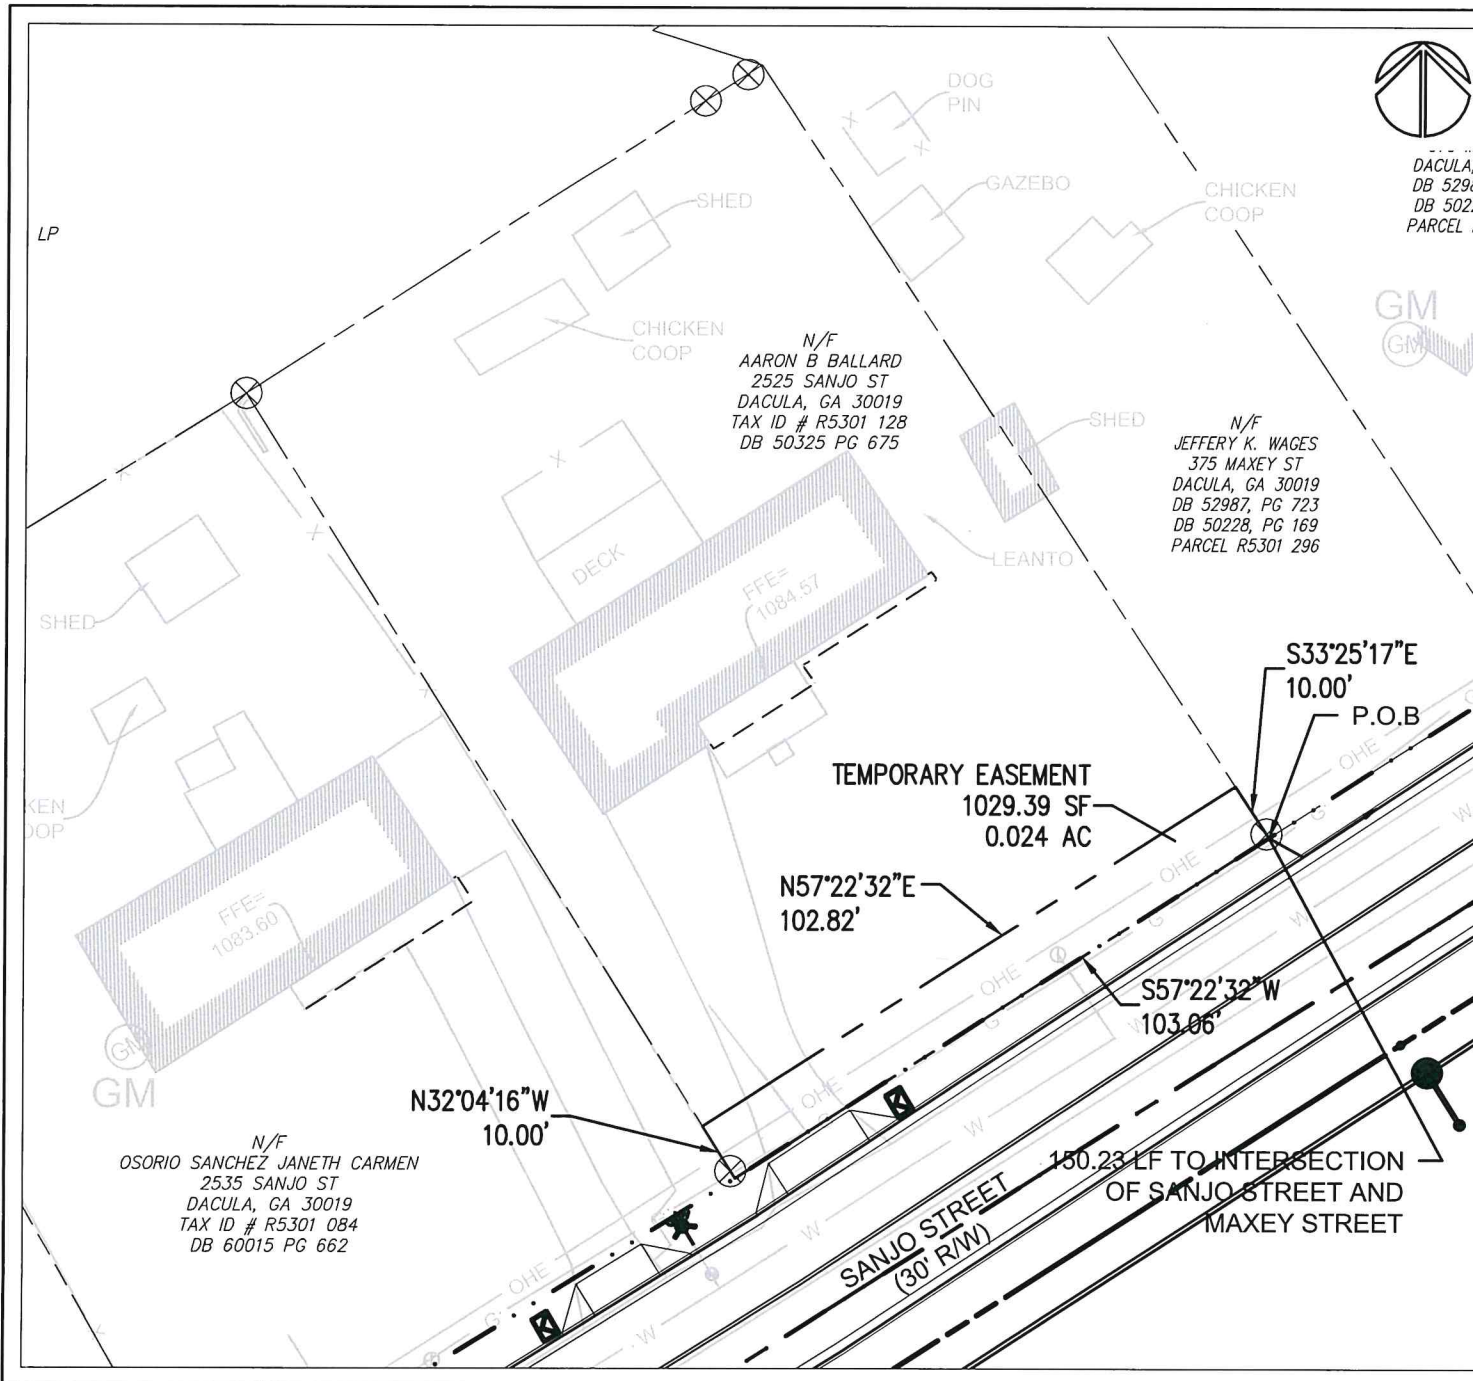 DOG
PIN
GAZEBO
CHICKEN
COOP
SHED
LP
DACULA,
DB 5298
DB 502
PARCEL
GM
GM
CHICKEN
COOP
N/F
AARON B BALLARD
2525 SANJO ST
DACULA, GA 30019
TAX ID # R5301 128
DB 50325 PG 675
X
X
SHED
N/F
JEFFERY K. WAGES
375 MAXEY ST
DACULA, GA 30019
DB 52987, PG 723
DB 50228, PG 169
PARCEL R5301 296
X
X
X
DECK
LEANTO
FFE=
1084.57
SHED
S33°25'17"E
10.00'
P.O.B
TEMPORARY EASEMENT
1029.39 SF
0.024 AC
KEN
OOP
OHE
G
W
OHE
N57°22'32"E
102.82'
FFE=
1083.60
G
W
OHE
G
W
S57°22'32"W
103.06'
GM
GM
N32°04'16"W
10.00'
OHE
W
N/F
OSORIO SANCHEZ JANETH CARMEN
2535 SANJO ST
DACULA, GA 30019
TAX ID # R5301 084
DB 60015 PG 662
150.23 LF TO INTERSECTION
OF SANJO STREET AND
MAXEY STREET
SANJO STREET
(30' R/W)
W
OHE
G
W